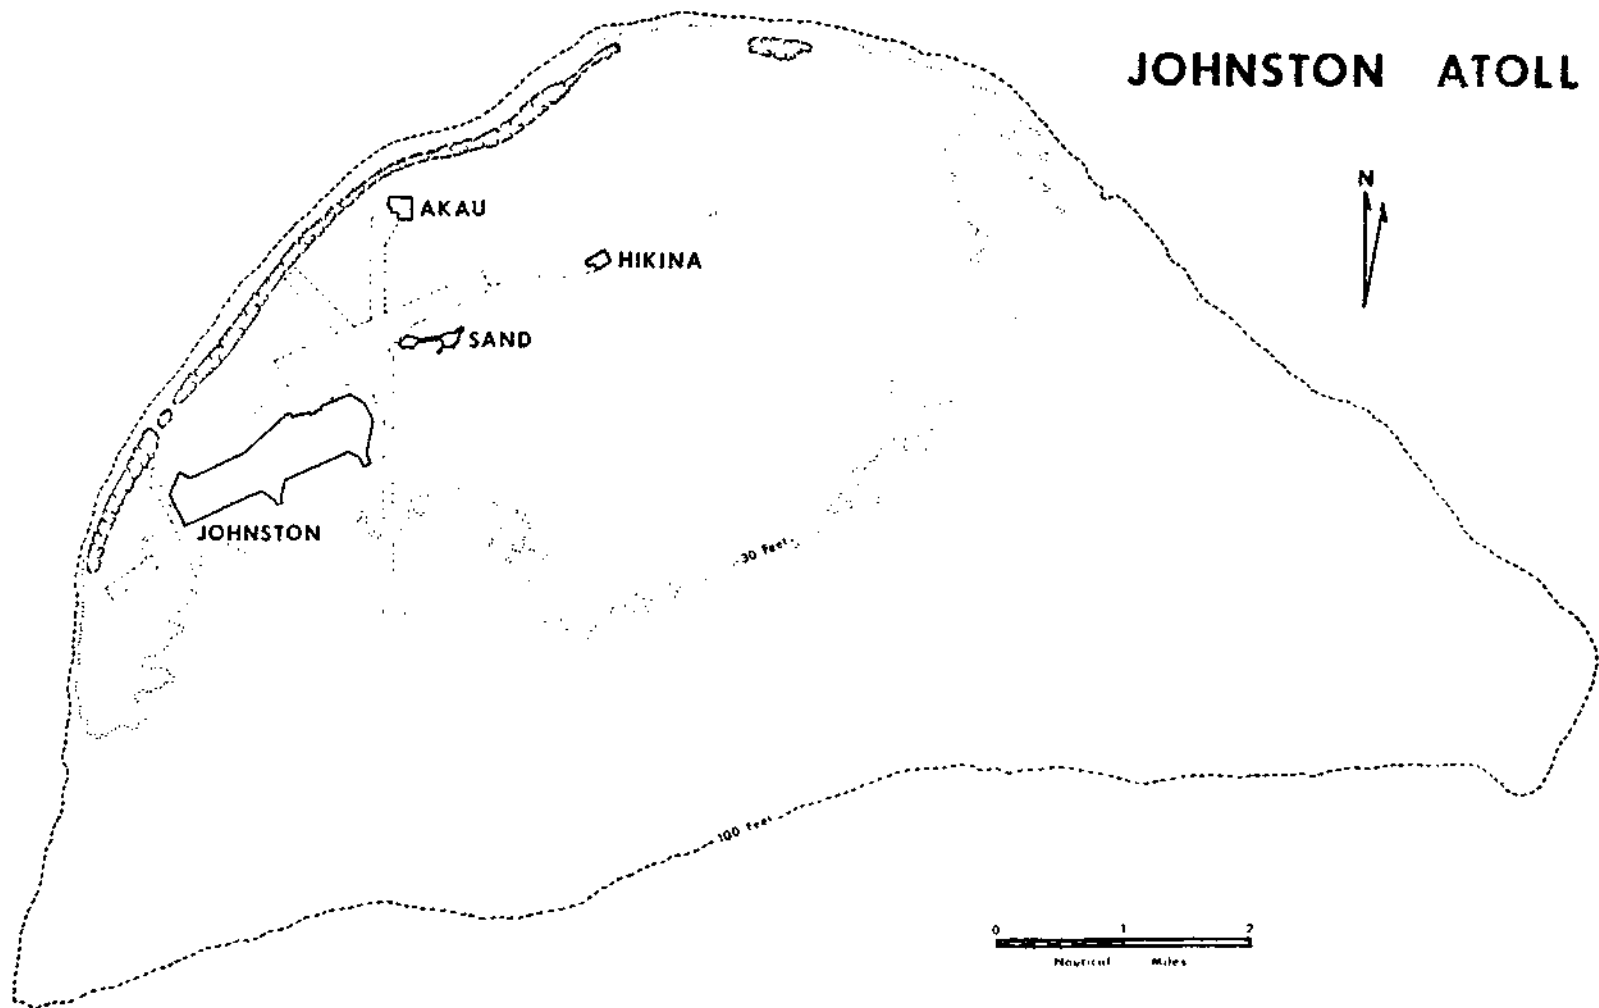 JOHNSTON ATOLL
N
AKAU
HIKINA
SAND
JOHNSTON
30 Feet
100 Feet
0 1 2
Nautical Miles